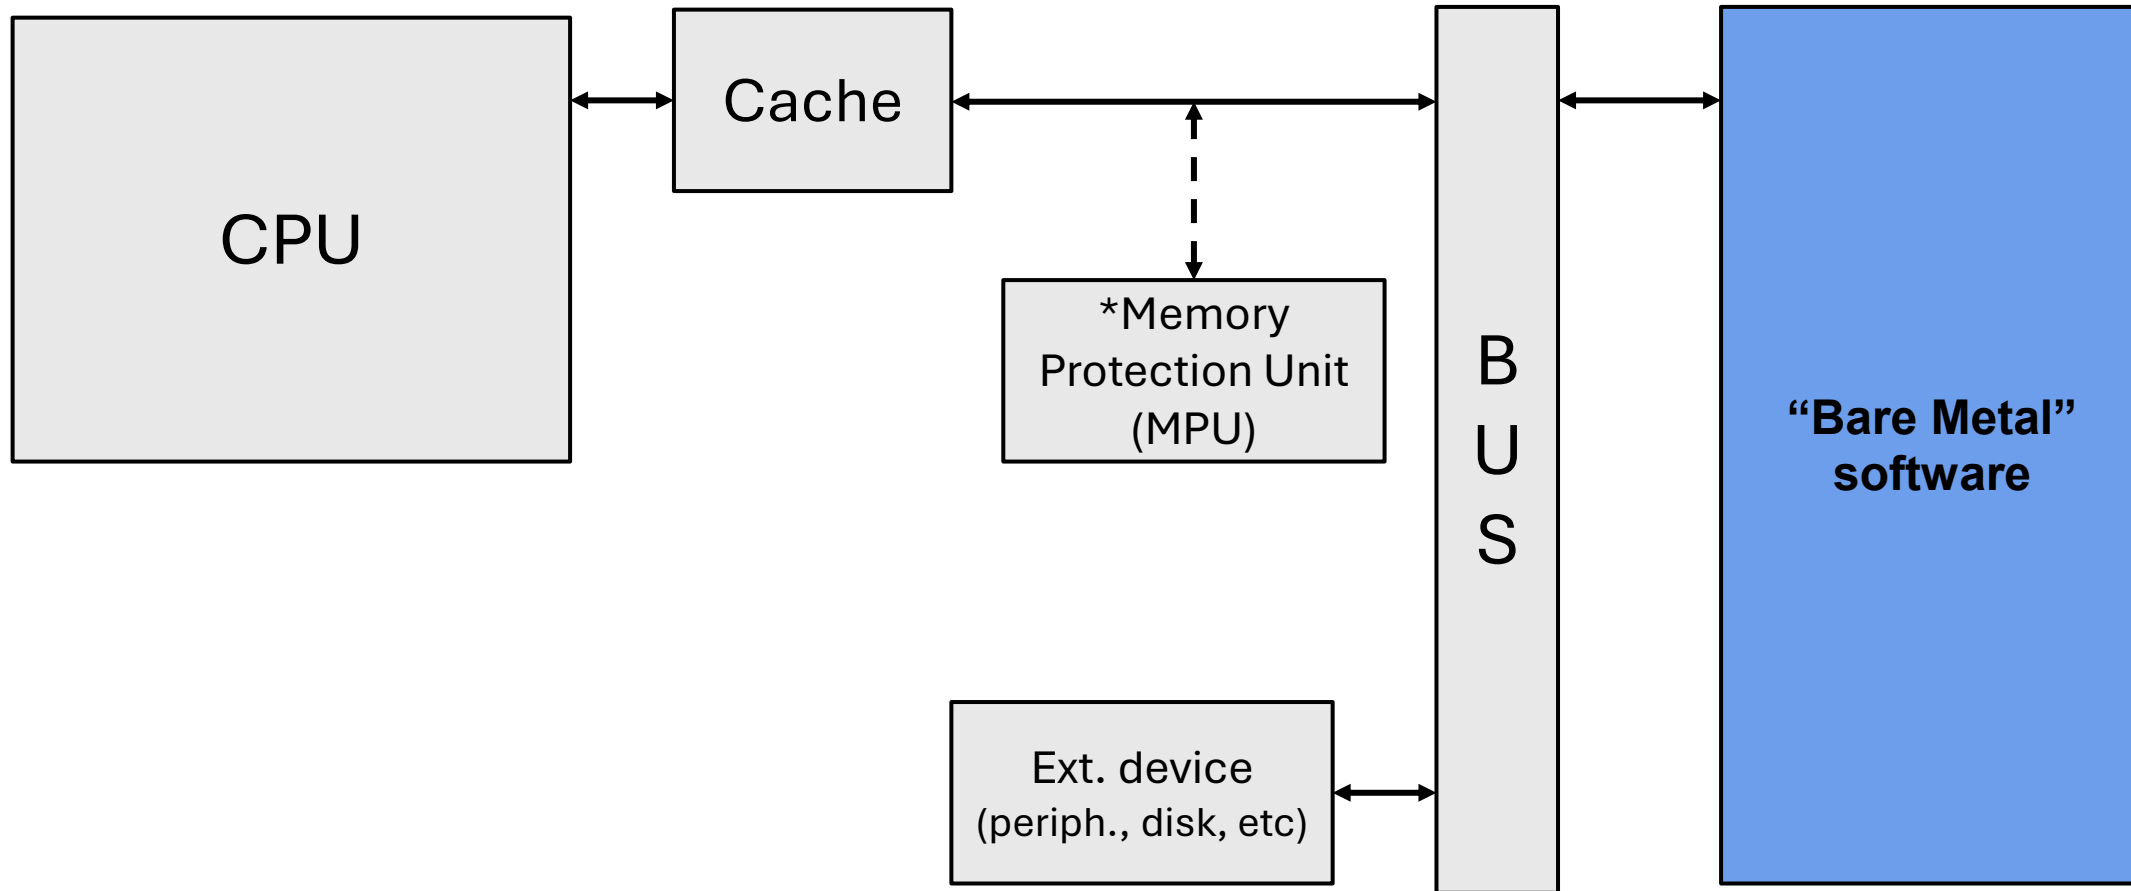 CPU
Cache
*Memory
Protection Unit
(MPU)
B
U
S
“Bare Metal”
software
Ext. device
(periph., disk, etc)